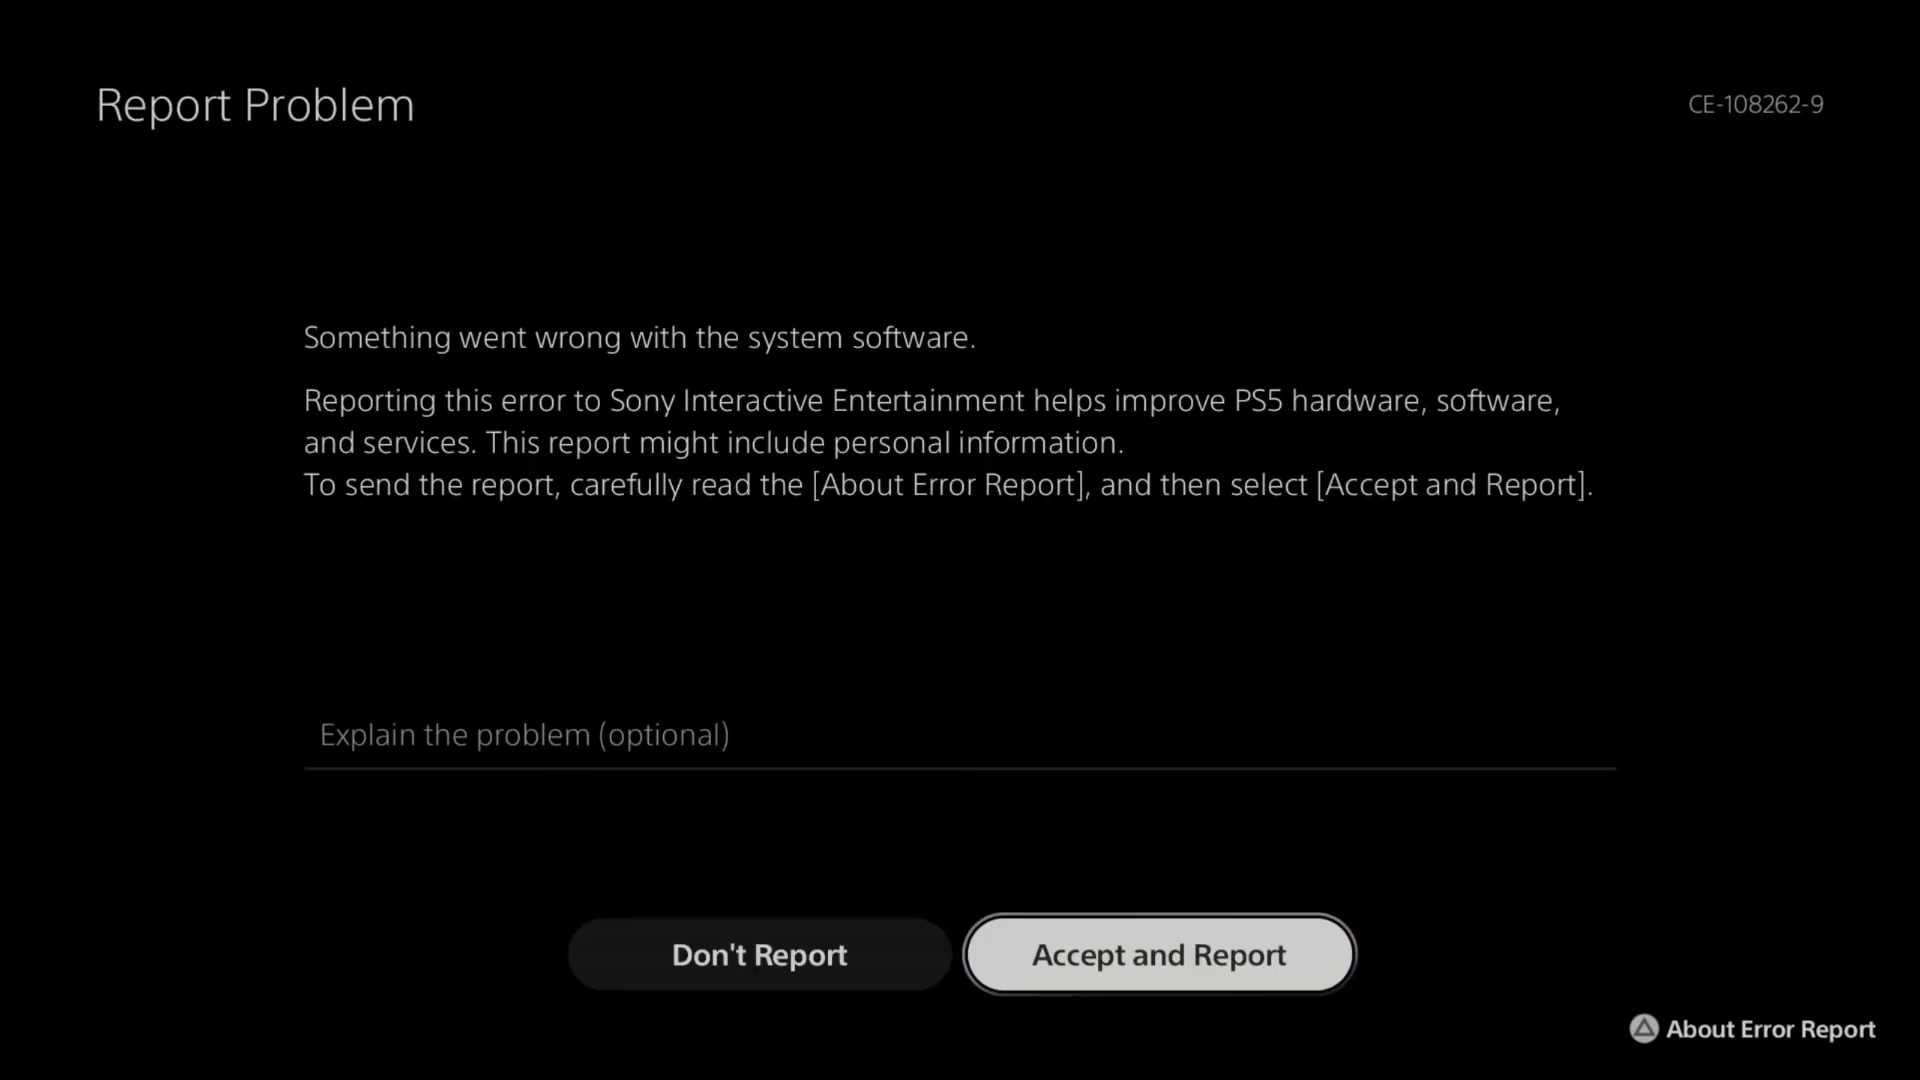 Report Problem
CE-108262-9
Something went wrong with the system software.
Reporting this error to Sony Interactive Entertainment helps improve PS5 hardware, software,
and services. This report might include personal information.
To send the report, carefully read the [About Error Report], and then select [Accept and Report].
Explain the problem (optional)
Don't Report
Accept and Report
About Error Report